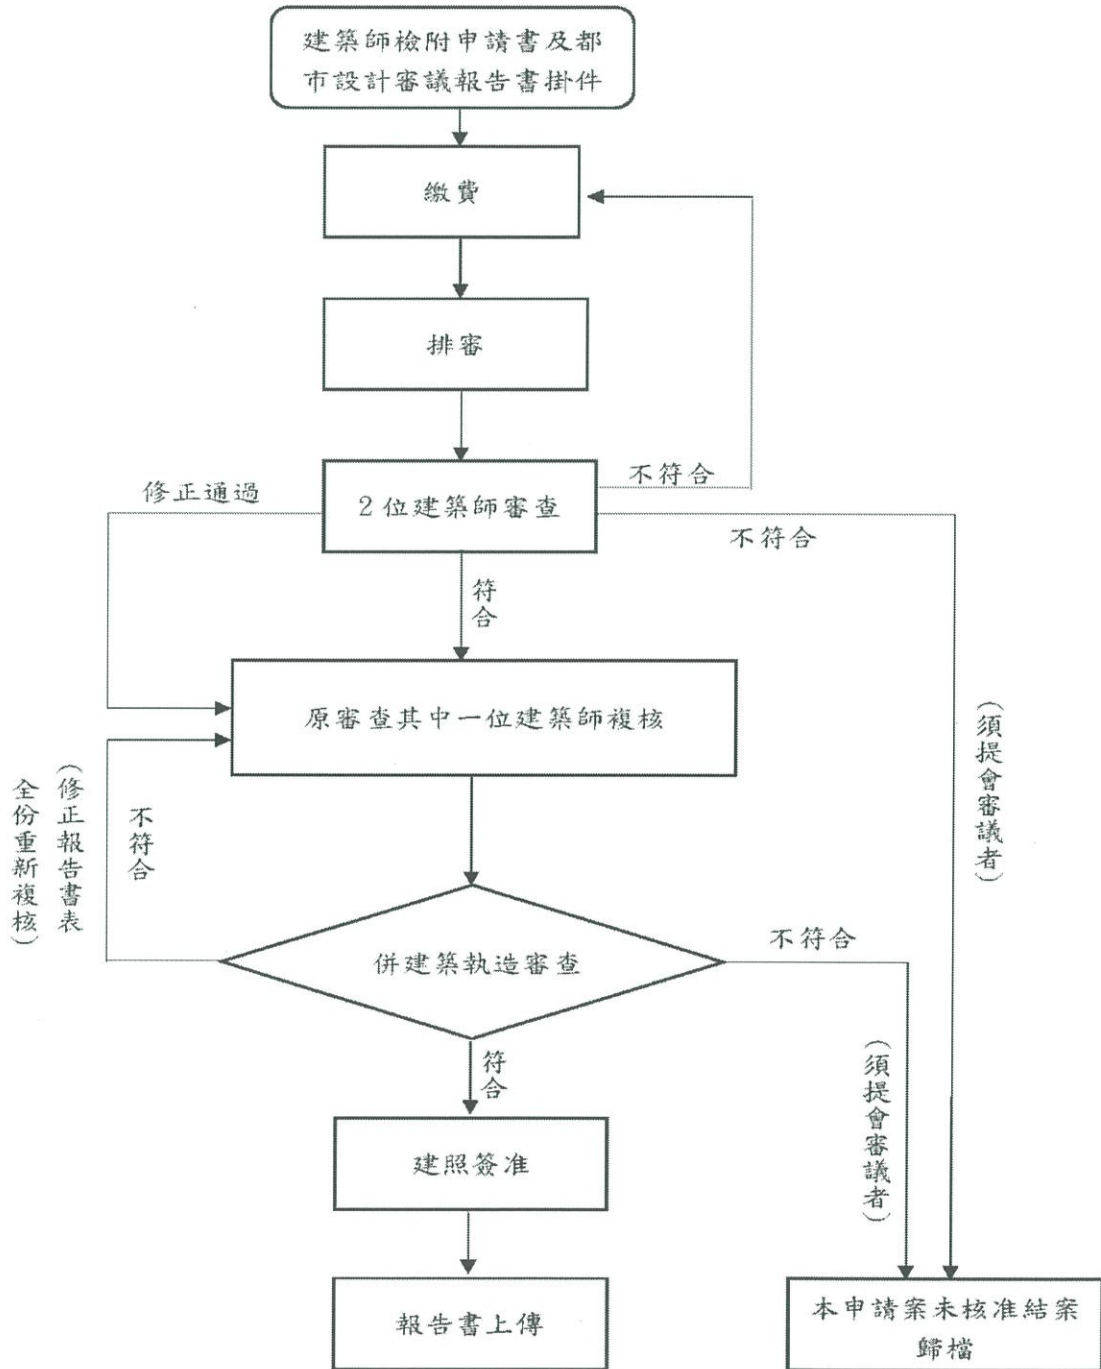 建築師檢附申請書及都
市設計審議報告書掛件
繳費
排審
不符合
修正通過
2位建築師審查
不符合
符合
原審查其中一位建築師複核
(須提會審議者)
不符合
(修正報告書表
全份重新複核)
不符合
併建築執造審查
符合
(須提會審議者)
建照簽准
報告書上傳
本申請案未核准結案
歸檔